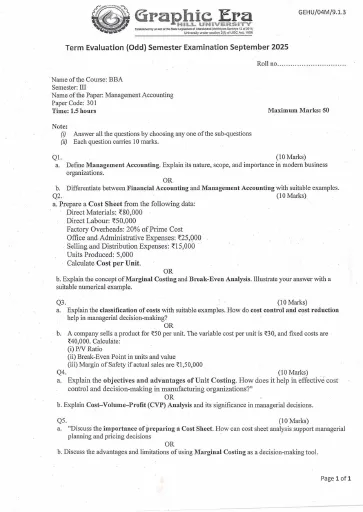 GEHU/04M/9.1.3
Graphic Era
HILL UNIVERSITY
Term Evaluation (Odd) Semester Examination September 2025
Roll no..............................
Name of the Course: BBA
Semester: III
Name of the Paper: Management Accounting
Paper Code: 301
Time: 1.5 hours Maximum Marks: 50
Note:
(i) Answer all the questions by choosing any one of the sub-questions
(ii) Each question carries 10 marks.
Q1. (10 Marks)
a. Define Management Accounting. Explain its nature, scope, and importance in modern business
organizations.
OR
b. Differentiate between Financial Accounting and Management Accounting with suitable examples.
Q2. (10 Marks)
a. Prepare a Cost Sheet from the following data:
Direct Materials: ₹80,000
Direct Labour: ₹50,000
Factory Overheads: 20% of Prime Cost
Office and Administrative Expenses: ₹25,000
Selling and Distribution Expenses: ₹15,000
Units Produced: 5,000
Calculate Cost per Unit.
OR
b. Explain the concept of Marginal Costing and Break-Even Analysis. Illustrate your answer with a
suitable numerical example.
Q3. (10 Marks)
a. Explain the classification of costs with suitable examples. How do cost control and cost reduction
help in managerial decision-making?
OR
b. A company sells a product for ₹50 per unit. The variable cost per unit is ₹30, and fixed costs are
₹40,000. Calculate:
(i) P/V Ratio
(ii) Break-Even Point in units and value
(iii) Margin of Safety if actual sales are ₹1,50,000
Q4. (10 Marks)
a. Explain the objectives and advantages of Unit Costing. How does it help in effective cost
control and decision-making in manufacturing organizations?"
OR
b. Explain Cost–Volume–Profit (CVP) Analysis and its significance in managerial decisions.
Q5. (10 Marks)
a. "Discuss the importance of preparing a Cost Sheet. How can cost sheet analysis support managerial
planning and pricing decisions
OR
b. Discuss the advantages and limitations of using Marginal Costing as a decision-making tool.
Page 1 of 1